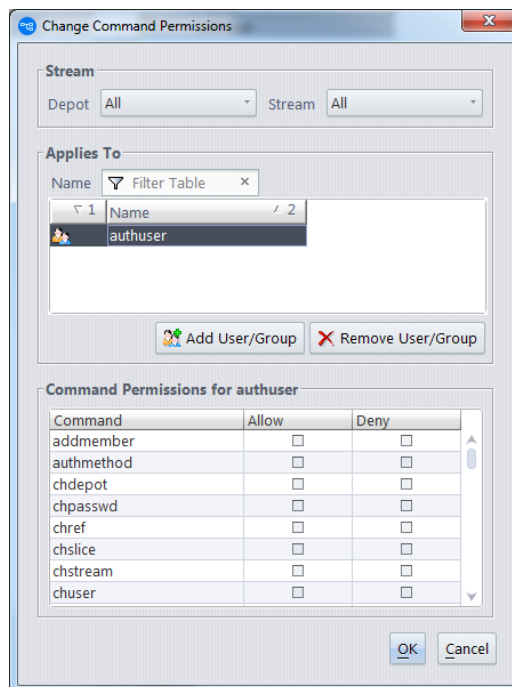 Change Command Permissions
Stream
Depot All Stream All
Applies To
Name Filter Table ×
1 Name 2
authuser
Add User/Group Remove User/Group
Command Permissions for authuser
Command Allow Deny
addmember
authmethod
chdepot
chpasswd
chref
chslice
chstream
chuser
OK Cancel